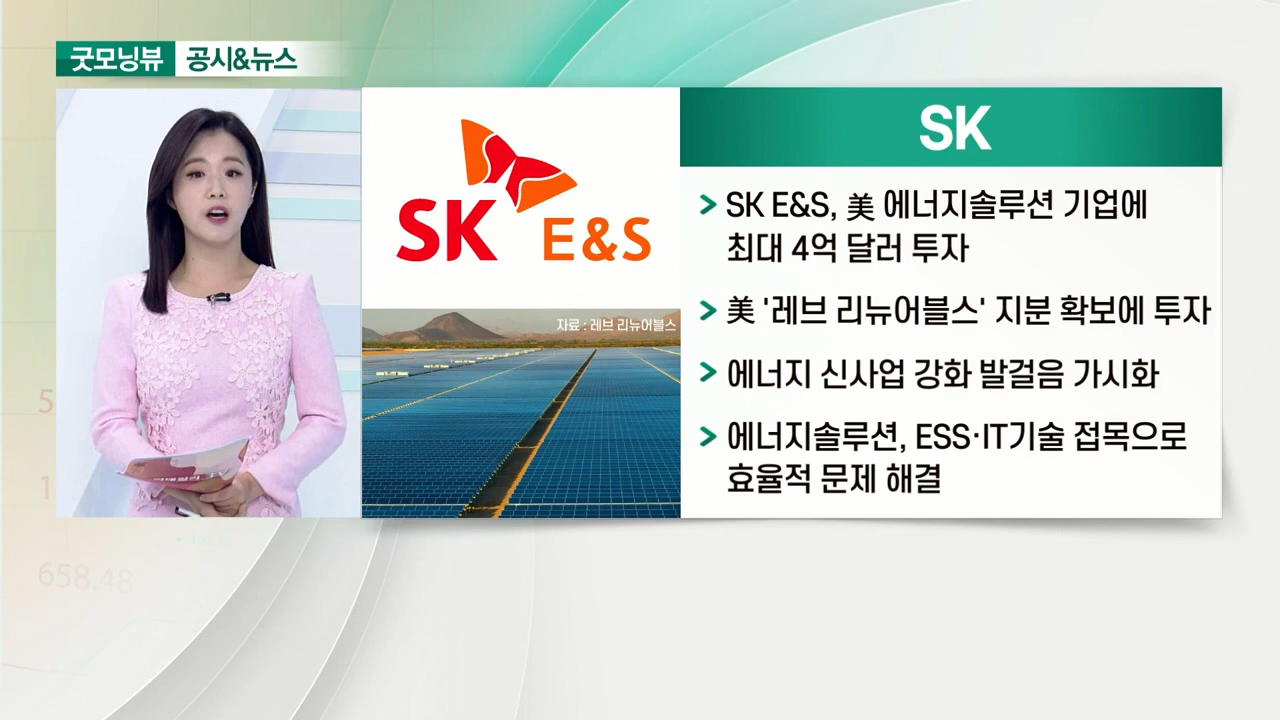 굿모닝뷰 공시&뉴스
SK E&S
자료 : 레브 리뉴어블스
SK
SK E&S, 美 에너지솔루션 기업에
최대 4억 달러 투자
美 '레브 리뉴어블스' 지분 확보에 투자
에너지 신사업 강화 발걸음 가시화
에너지솔루션, ESS·IT기술 접목으로
효율적 문제 해결
5
1
658.48